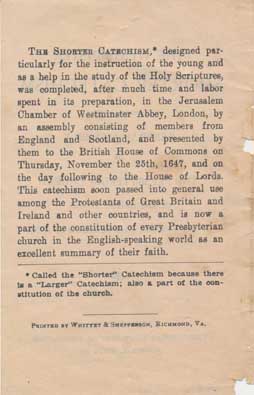 THE SHORTER CATECHISM,* designed par-
ticularly for the instruction of the young and
as a help in the study of the Holy Scriptures,
was completed, after much time and labor
spent in its preparation, in the Jerusalem
Chamber of Westminster Abbey, London, by
an assembly consisting of members from
England and Scotland, and presented by
them to the British House of Commons on
Thursday, November the 25th, 1647, and on
the day following to the House of Lords.
This catechism soon passed into general use
among the Protestants of Great Britain and
Ireland and other countries, and is now a
part of the constitution of every Presbyterian
church in the English-speaking world as an
excellent summary of their faith.
* Called the "Shorter" Catechism because there
is a "Larger" Catechism; also a part of the con-
stitution of the church.
PRINTED BY WHITTET & SHEPPERSON, RICHMOND, VA.